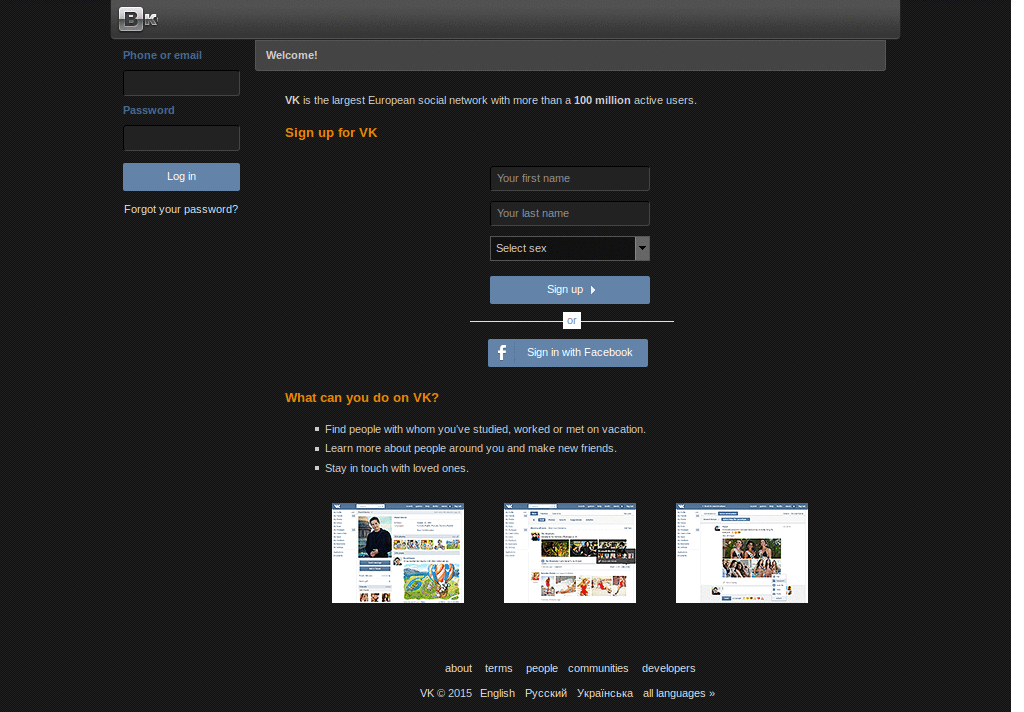 B K
Phone or email
Password
Log in
Forgot your password?
Welcome!
VK is the largest European social network with more than a 100 million active users.
Sign up for VK
Your first name
Your last name
Select sex
Sign up
or
f Sign in with Facebook
What can you do on VK?
Find people with whom you've studied, worked or met on vacation.
Learn more about people around you and make new friends.
Stay in touch with loved ones.
about terms people communities developers
VK © 2015 English Русский Українська all languages »